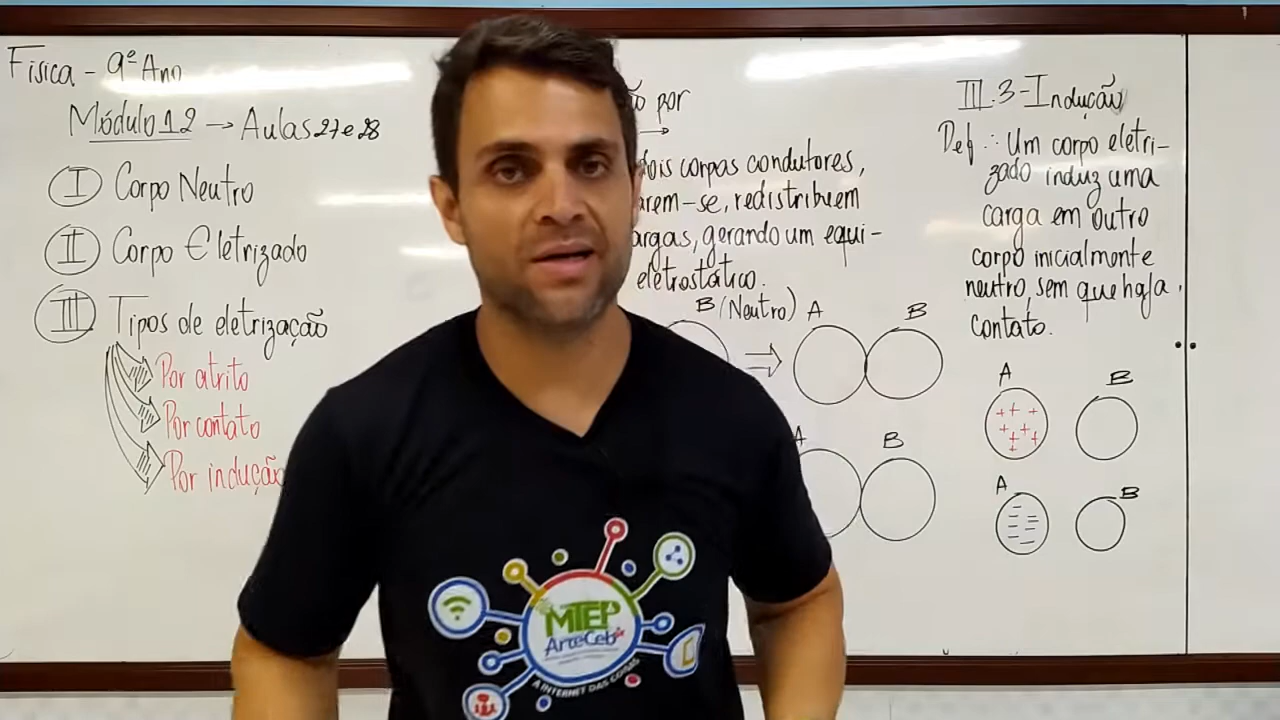 Física - 9º Ano
Módulo 12 → Aulas 27 e 28
I Corpo Neutro
II Corpo Eletrizado
III Tipos de eletrização
Por atrito
Por contato
Por indução
por
dois corpos condutores,
arem-se, redistribuem
argas, gerando um equi-
eletrostático.
B (Neutro) A B
A B
III.3 - Indução
Def ∴ Um corpo eletri-
zado induz uma
carga em outro
corpo inicialmente
neutro, sem que haja
contato.
A B
+ + + + + + + +
A B
MTEP
ArteCeb
A INTERNET DAS COISAS